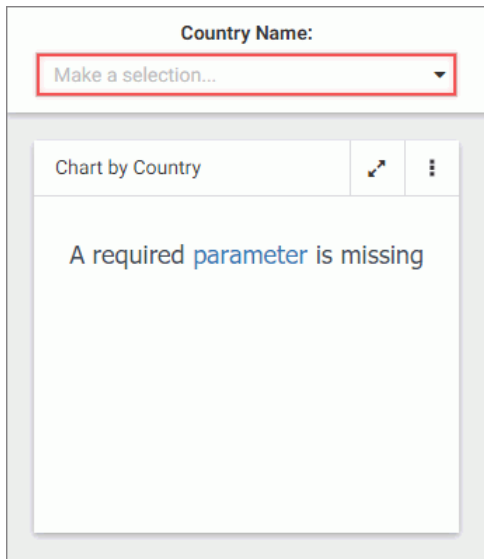 Country Name:
Make a selection...
Chart by Country
A required parameter is missing